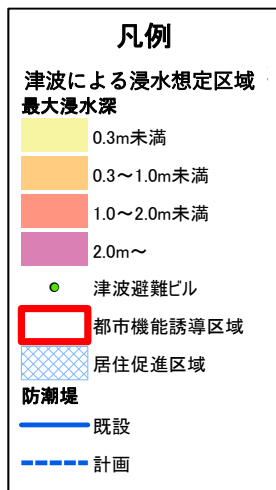 凡例
津波による浸水想定区域
最大浸水深
0.3m未満
0.3～1.0m未満
1.0～2.0m未満
2.0m～
津波避難ビル
都市機能誘導区域
居住促進区域
防潮堤
既設
計画